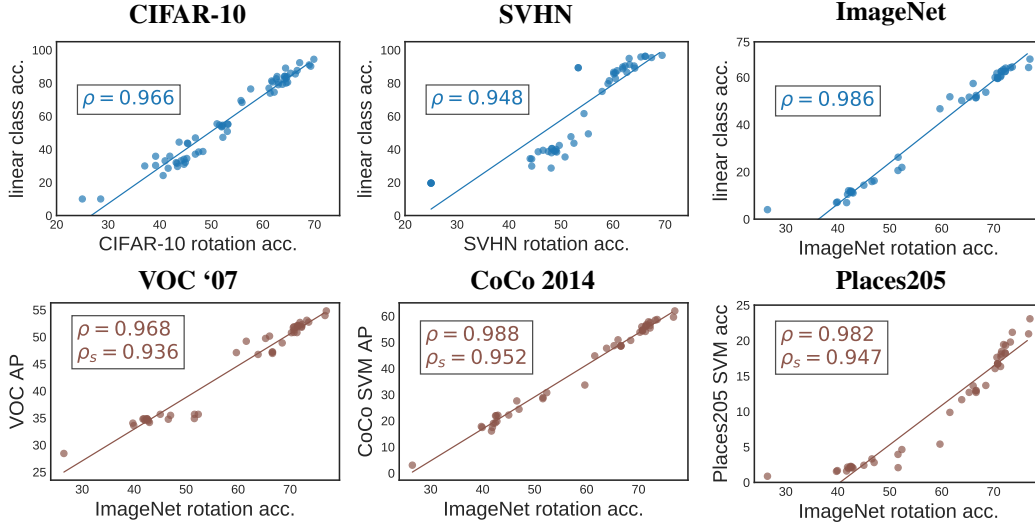 CIFAR-10
SVHN
ImageNet
linear class acc.
100
80
60
40
20
0
ρ = 0.966
20
30
40
50
60
70
CIFAR-10 rotation acc.
linear class acc.
100
80
60
40
20
0
ρ = 0.948
20
30
40
50
60
70
SVHN rotation acc.
linear class acc.
75
50
25
0
ρ = 0.986
30
40
50
60
70
ImageNet rotation acc.
VOC ‘07
CoCo 2014
Places205
VOC AP
55
50
45
40
35
30
25
ρ = 0.968
ρs = 0.936
30
40
50
60
70
ImageNet rotation acc.
CoCo SVM AP
60
50
40
30
20
10
0
ρ = 0.988
ρs = 0.952
30
40
50
60
70
ImageNet rotation acc.
Places205 SVM acc
25
20
15
10
5
0
ρ = 0.982
ρs = 0.947
30
40
50
60
70
ImageNet rotation acc.